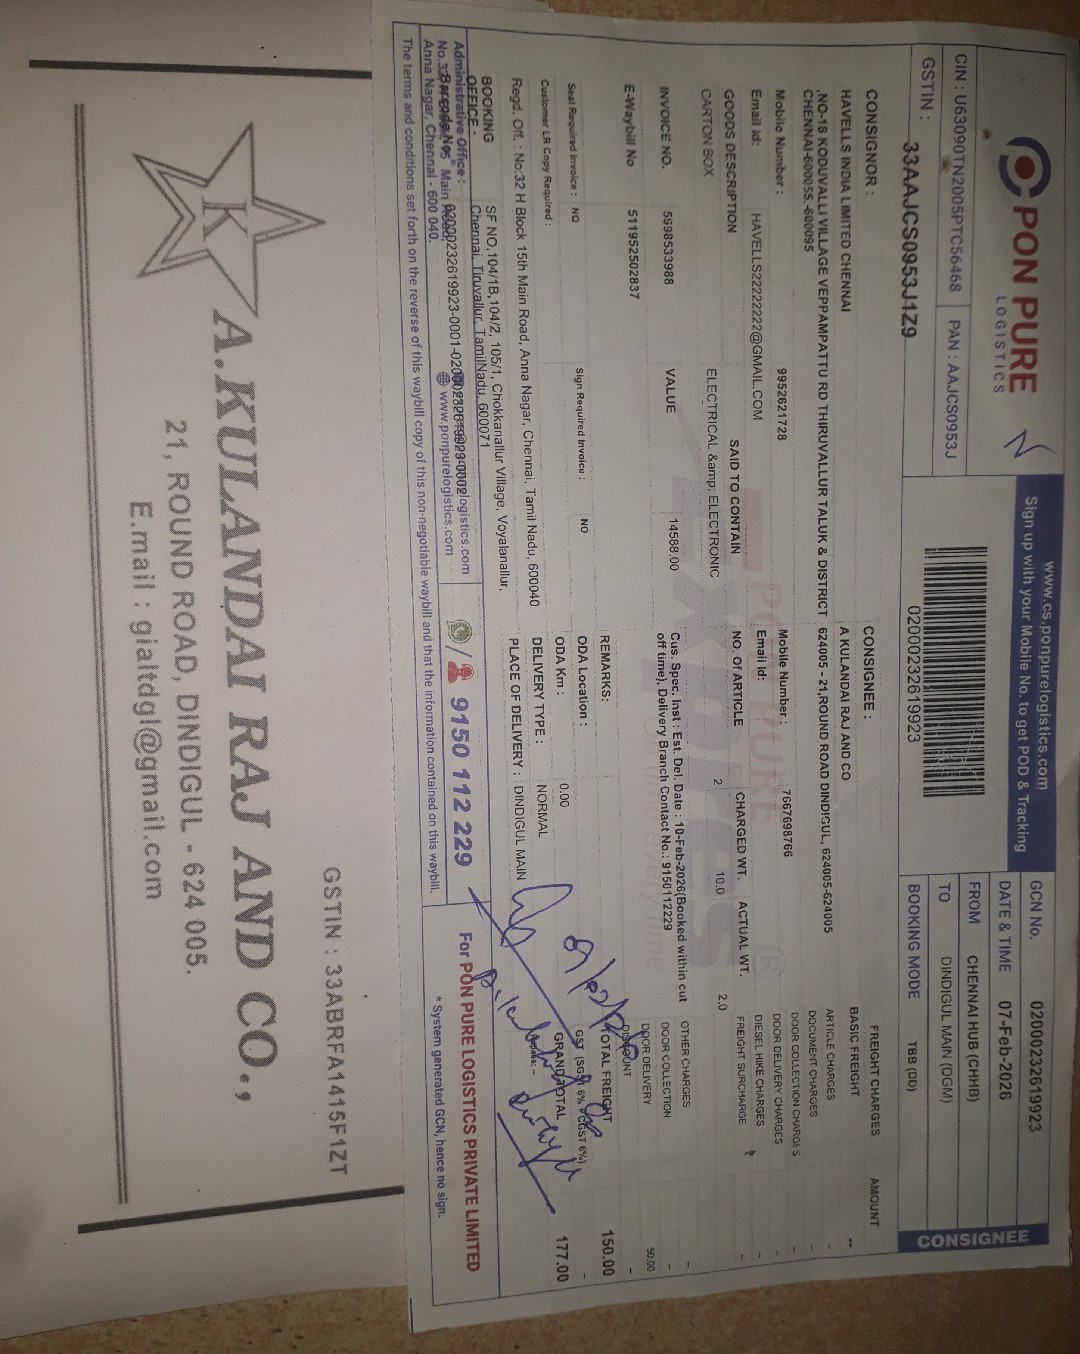 PON PURE
LOGISTICS
CIN : U63090TN2005PTC56468
PAN : AAJCS0953J
GSTIN : 33AAJCS0953J1Z9
www.cs.ponpurelogistics.com
Sign up with your Mobile No. to get POD & Tracking
02000232619923
GCN No. 02000232619923
DATE & TIME 07-Feb-2026
FROM CHENNAI HUB (CHHB)
TO DINDIGUL MAIN (DGM)
BOOKING MODE TBB (DD)
CONSIGNEE
CONSIGNOR :
HAVELLS INDIA LIMITED CHENNAI
,NO-18 KODUVALLI VILLAGE VEPPAMPATTU RD THIRUVALLUR TALUK & DISTRICT
CHENNAI-600055,-600095
Mobile Number : 9952621728
Email Id: HAVELLS22222222@GMAIL.COM
CONSIGNEE :
A KULANDAI RAJ AND CO
624005 - 21,ROUND ROAD DINDIGUL, 624005-624005
Mobile Number : 7667698766
Email Id:
GOODS DESCRIPTION SAID TO CONTAIN NO. Of ARTICLE CHARGED WT. ACTUAL WT.
CARTON BOX ELECTRICAL &amp; ELECTRONIC 2 10.0 2.0
INVOICE NO. 5998533988 VALUE 14588.00
Cus. Spec. Inst : Est. Del. Date : 10-Feb-2026(Booked within cut
off time), Delivery Branch Contact No.: 9150112229
E-Waybill No 511952502837
REMARKS:
Seal Required Invoice : NO Sign Required Invoice : NO
ODA Location :
Customer LR Copy Required :
ODA Km : 0.00
DELIVERY TYPE : NORMAL
PLACE OF DELIVERY : DINDIGUL MAIN
Regd. Off. : No:32 H Block 15th Main Road, Anna Nagar, Chennai, Tamil Nadu, 600040
BOOKING OFFICE : SF NO, 104/1B,104/2, 105/1, Chokkanallur Village, Voyalanallur,
Chennai, Tiruvallur, TamilNadu, 600071
FREIGHT CHARGES AMOUNT
BASIC FREIGHT --
ARTICLE CHARGES -
DOCUMENT CHARGES -
DOOR COLLECTION CHARGES -
DOOR DELIVERY CHARGES -
DIESEL HIKE CHARGES -
FREIGHT SURCHARGE -
OTHER CHARGES -
DOOR COLLECTION -
DOOR DELIVERY 50.00
DISCOUNT -
TOTAL FREIGHT 150.00
GST (SGST 6% + CGST 6%) -
GRAND TOTAL 177.00
Administrative Office :
Anna Nagar, Chennai - 600 040.
www.ponpurelogistics.com
9150 112 229
For PON PURE LOGISTICS PRIVATE LIMITED
* System generated GCN, hence no sign.
The terms and conditions set forth on the reverse of this waybill copy of this non-negotiable waybill and that the information contained on this waybill.
GSTIN : 33ABRFA1415F1ZT
K
A.KULANDAI RAJ AND CO.,
21, ROUND ROAD, DINDIGUL - 624 005.
E.mail : gialtdgl@gmail.com